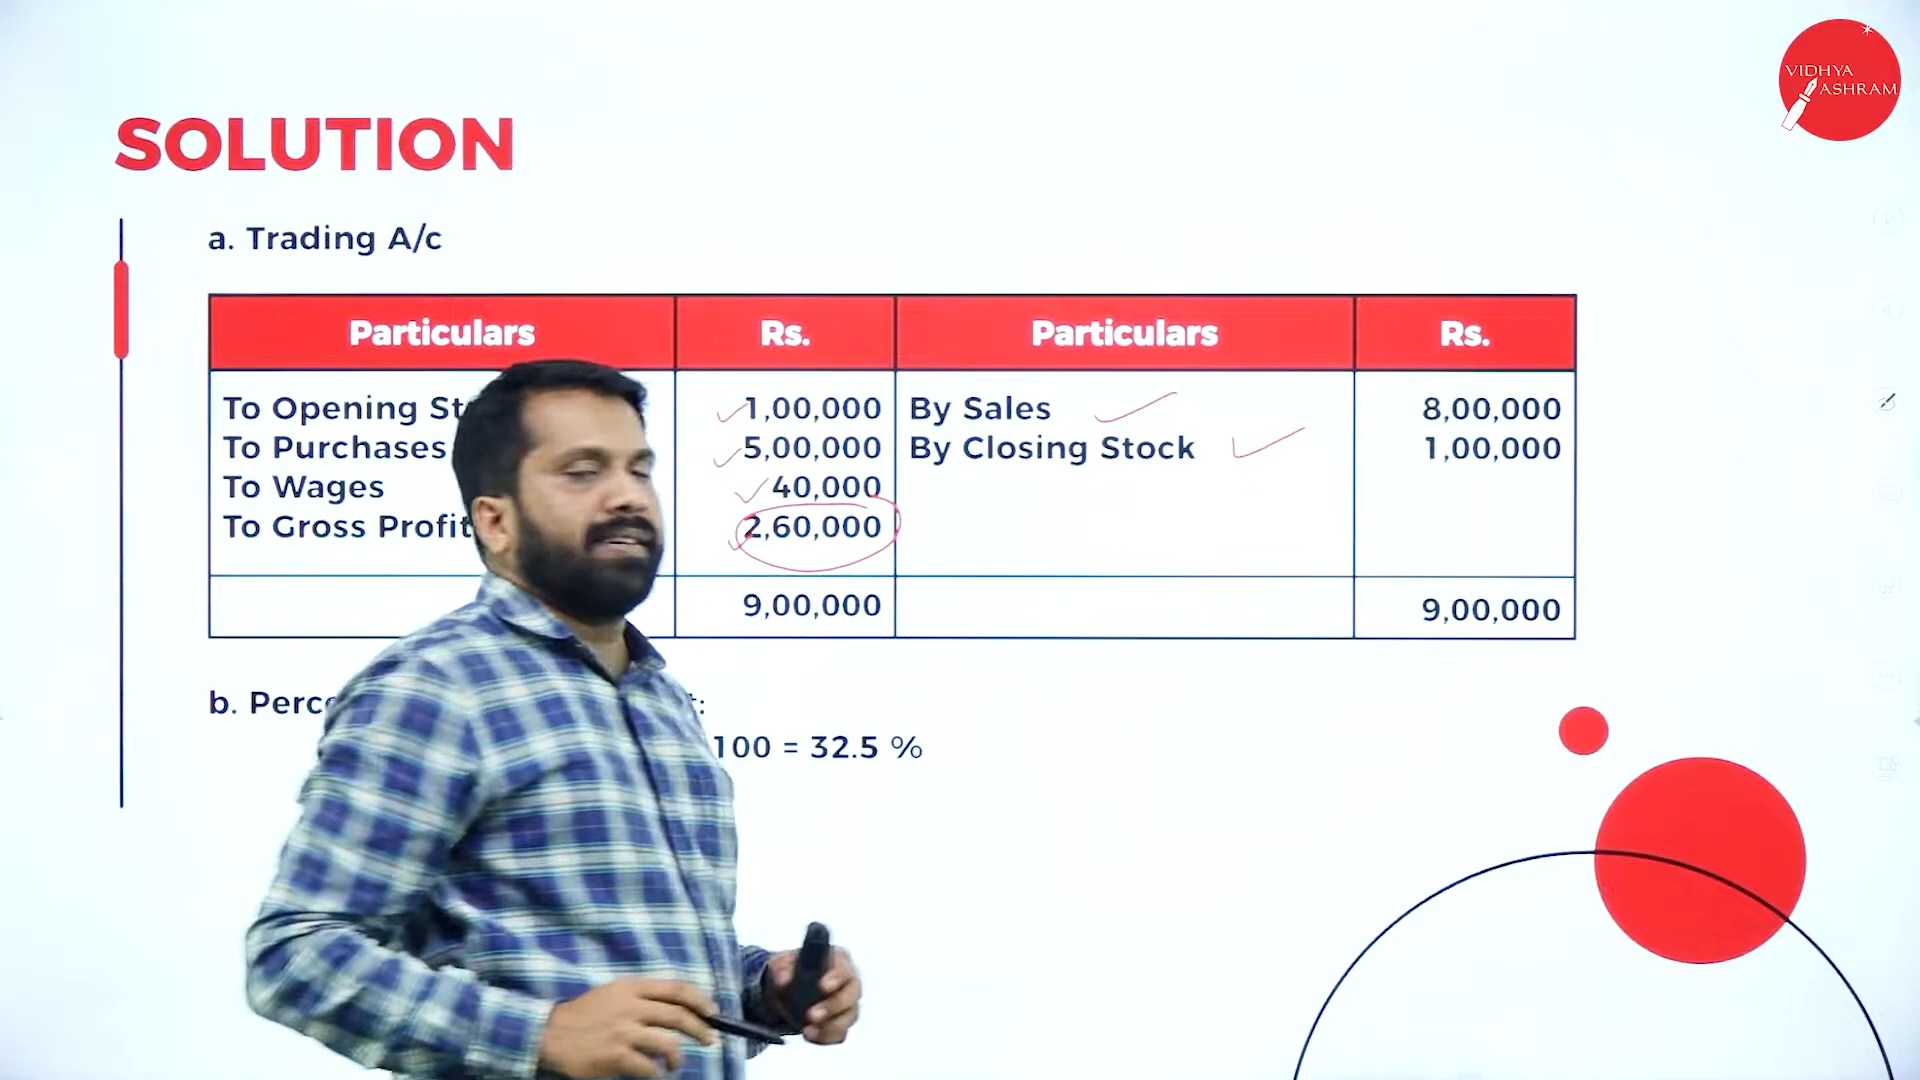 VIDHYA
ASHRAM
SOLUTION
a. Trading A/c
Particulars Rs. Particulars Rs.
To Opening 1,00,000 By Sales 8,00,000
To Purchases 5,00,000 By Closing Stock 1,00,000
To Wages 40,000
To Gross Profit 2,60,000
9,00,000 9,00,000
b.
100 = 32.5 %